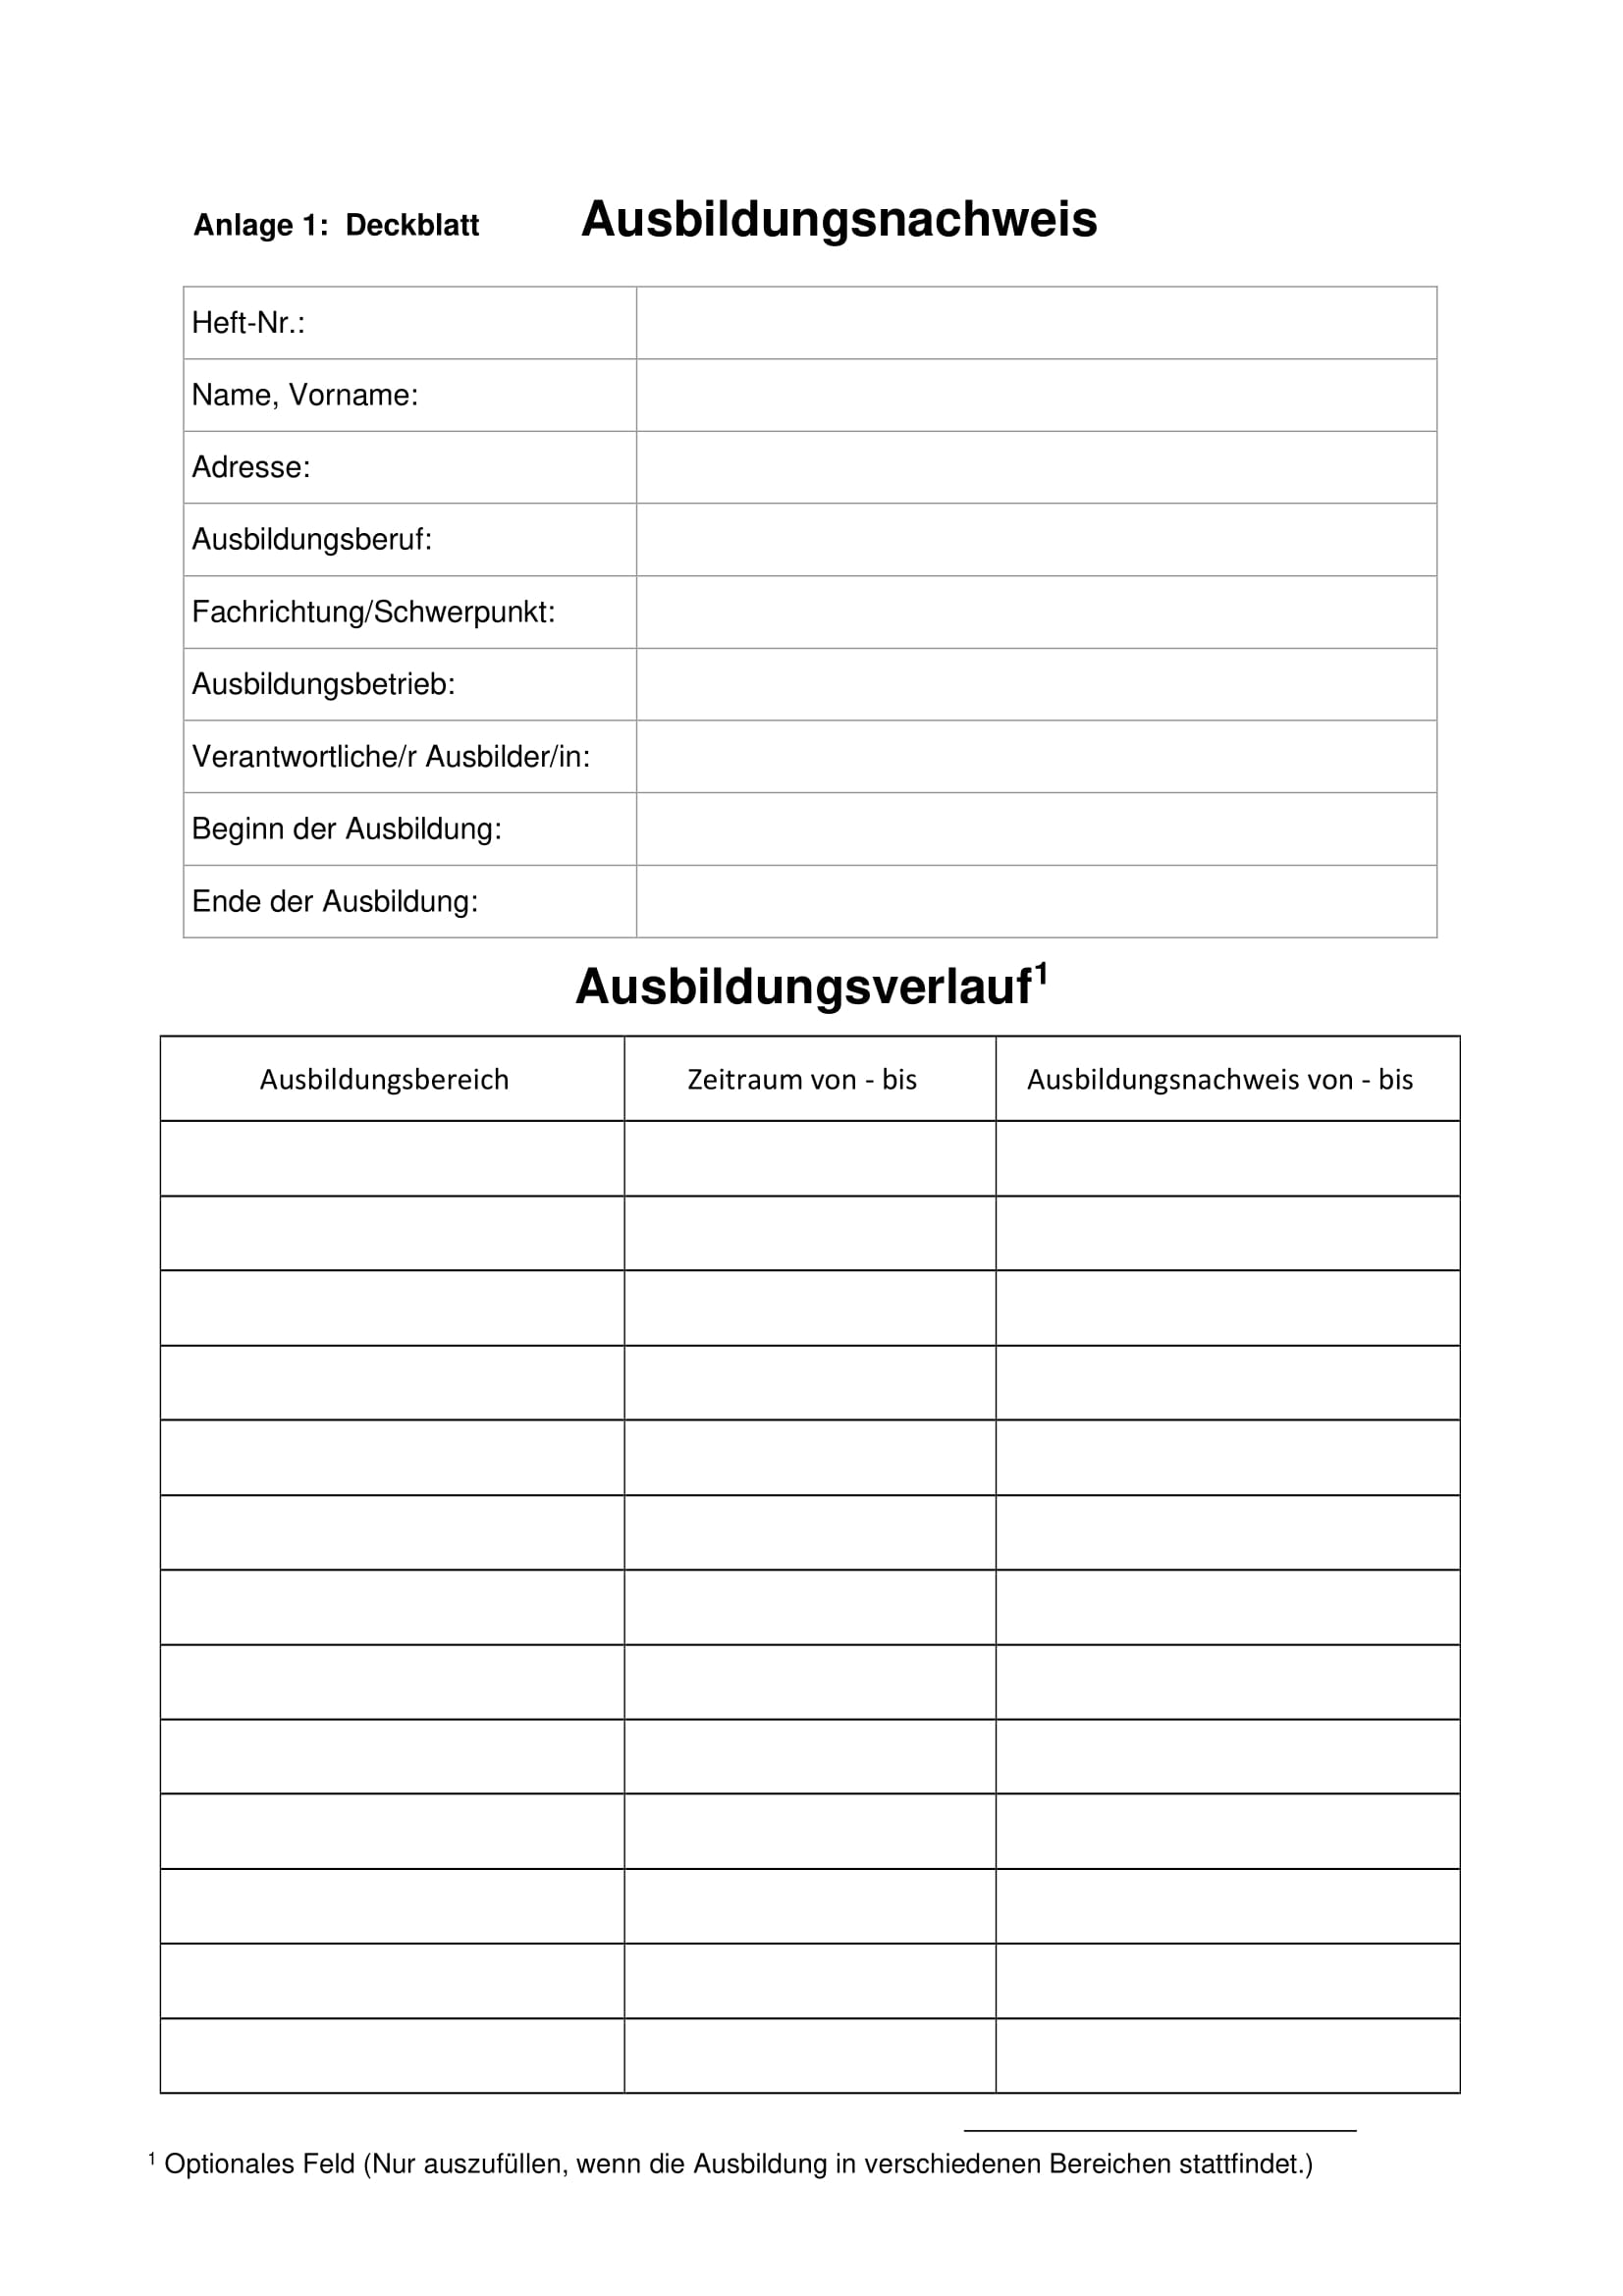 Anlage 1: Deckblatt Ausbildungsnachweis
Heft-Nr.:
Name, Vorname:
Adresse:
Ausbildungsberuf:
Fachrichtung/Schwerpunkt:
Ausbildungsbetrieb:
Verantwortliche/r Ausbilder/in:
Beginn der Ausbildung:
Ende der Ausbildung:
Ausbildungsverlauf¹
Ausbildungsbereich Zeitraum von - bis Ausbildungsnachweis von - bis
¹ Optionales Feld (Nur auszufüllen, wenn die Ausbildung in verschiedenen Bereichen stattfindet.)